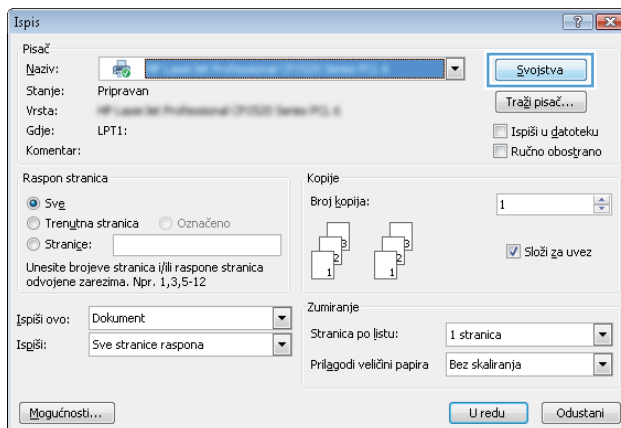 Ispis
Pisač
Naziv:
Svojstva
Stanje: Pripravan
Vrsta:
Traži pisač...
Gdje: LPT1:
Ispiši u datoteku
Komentar:
Ručno obostrano
Raspon stranica
Sve
Trenutna stranica Označeno
Stranice:
Unesite brojeve stranica i/ili raspone stranica
odvojene zarezima. Npr. 1,3,5-12
Kopije
Broj kopija: 1
3 3
2 2
1 1
Složi za uvez
Ispiši ovo: Dokument
Ispiši: Sve stranice raspona
Zumiranje
Stranica po listu: 1 stranica
Prilagodi veličini papira Bez skaliranja
Mogućnosti...
U redu Odustani